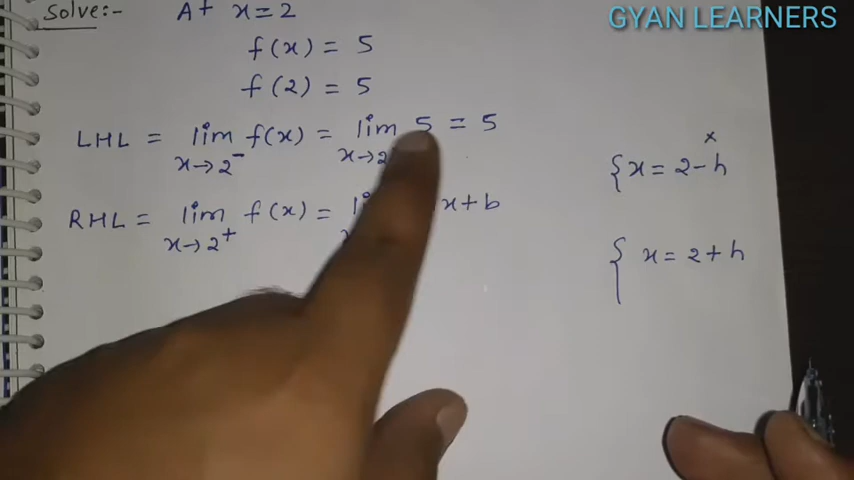 Solve:- At x = 2
GYAN LEARNERS
f(x) = 5
f(2) = 5
LHL = lim f(x) = lim 5 = 5
x→2⁻ x→2
x
{x = 2-h
RHL = lim f(x) = x+b
x→2⁺
{ x = 2+h